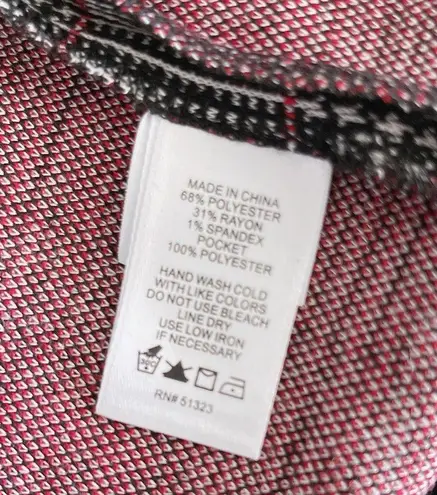 MADE IN CHINA
68% POLYESTER
31% RAYON
1% SPANDEX
POCKET
100% POLYESTER
HAND WASH COLD
WITH LIKE COLORS
DO NOT USE BLEACH
LINE DRY
USE LOW IRON
IF NECESSARY
30°
RN# 51323